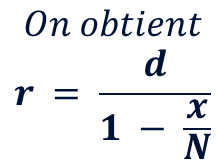 On obtient
r = d / (1 − x/N)